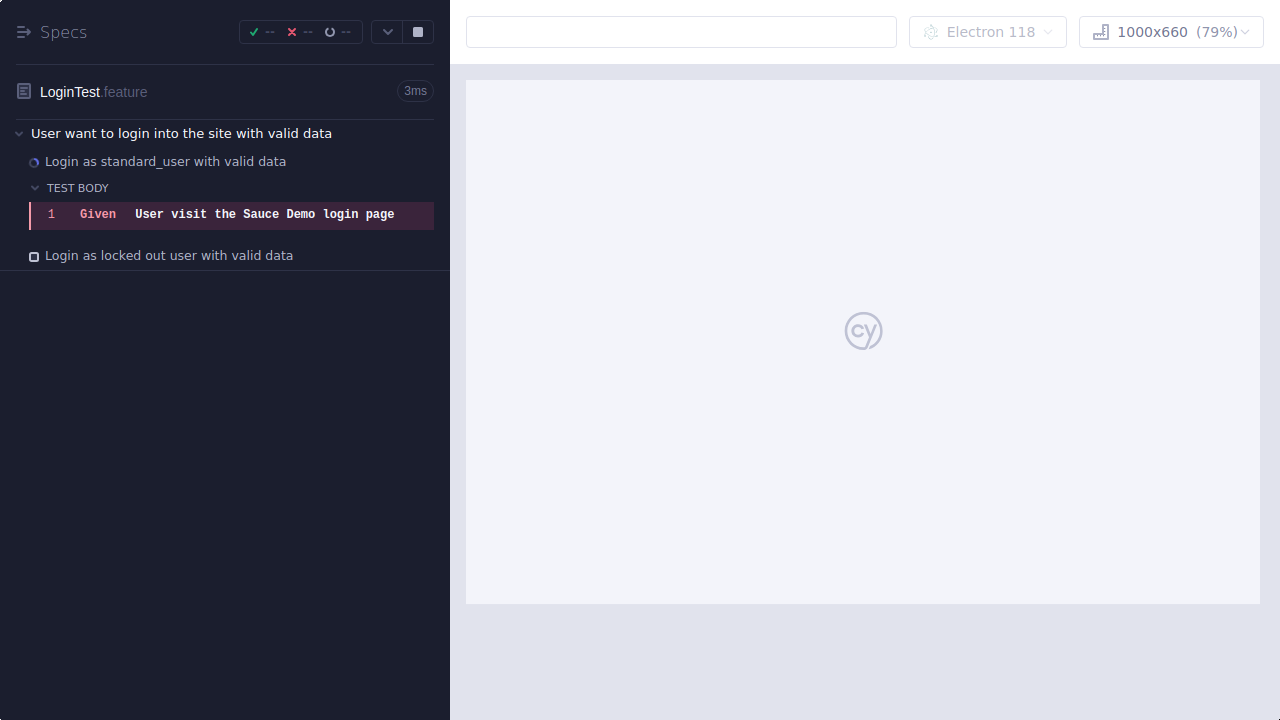 Specs
-- -- --
Electron 118
1000x660 (79%)
LoginTest.feature
3ms
User want to login into the site with valid data
Login as standard_user with valid data
TEST BODY
1 Given User visit the Sauce Demo login page
Login as locked out user with valid data
cy